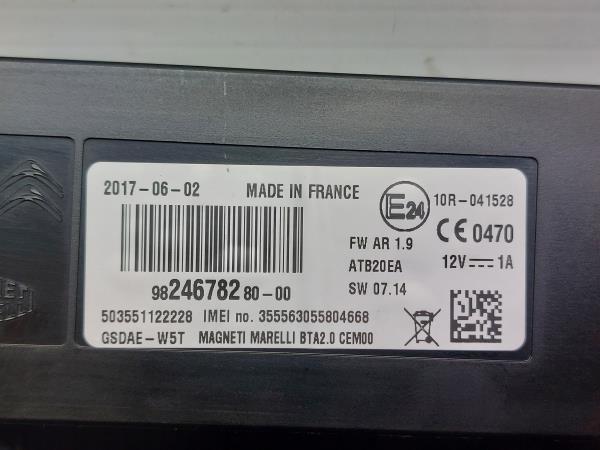 2017-06-02 MADE IN FRANCE
E24 10R-041528
FW AR 1.9 CE 0470
ATB20EA 12V 1A
9824678280-00 SW 07.14
503551122228 IMEI no. 355563055804668
GSDAE-W5T MAGNETI MARELLI BTA2.0 CEM00